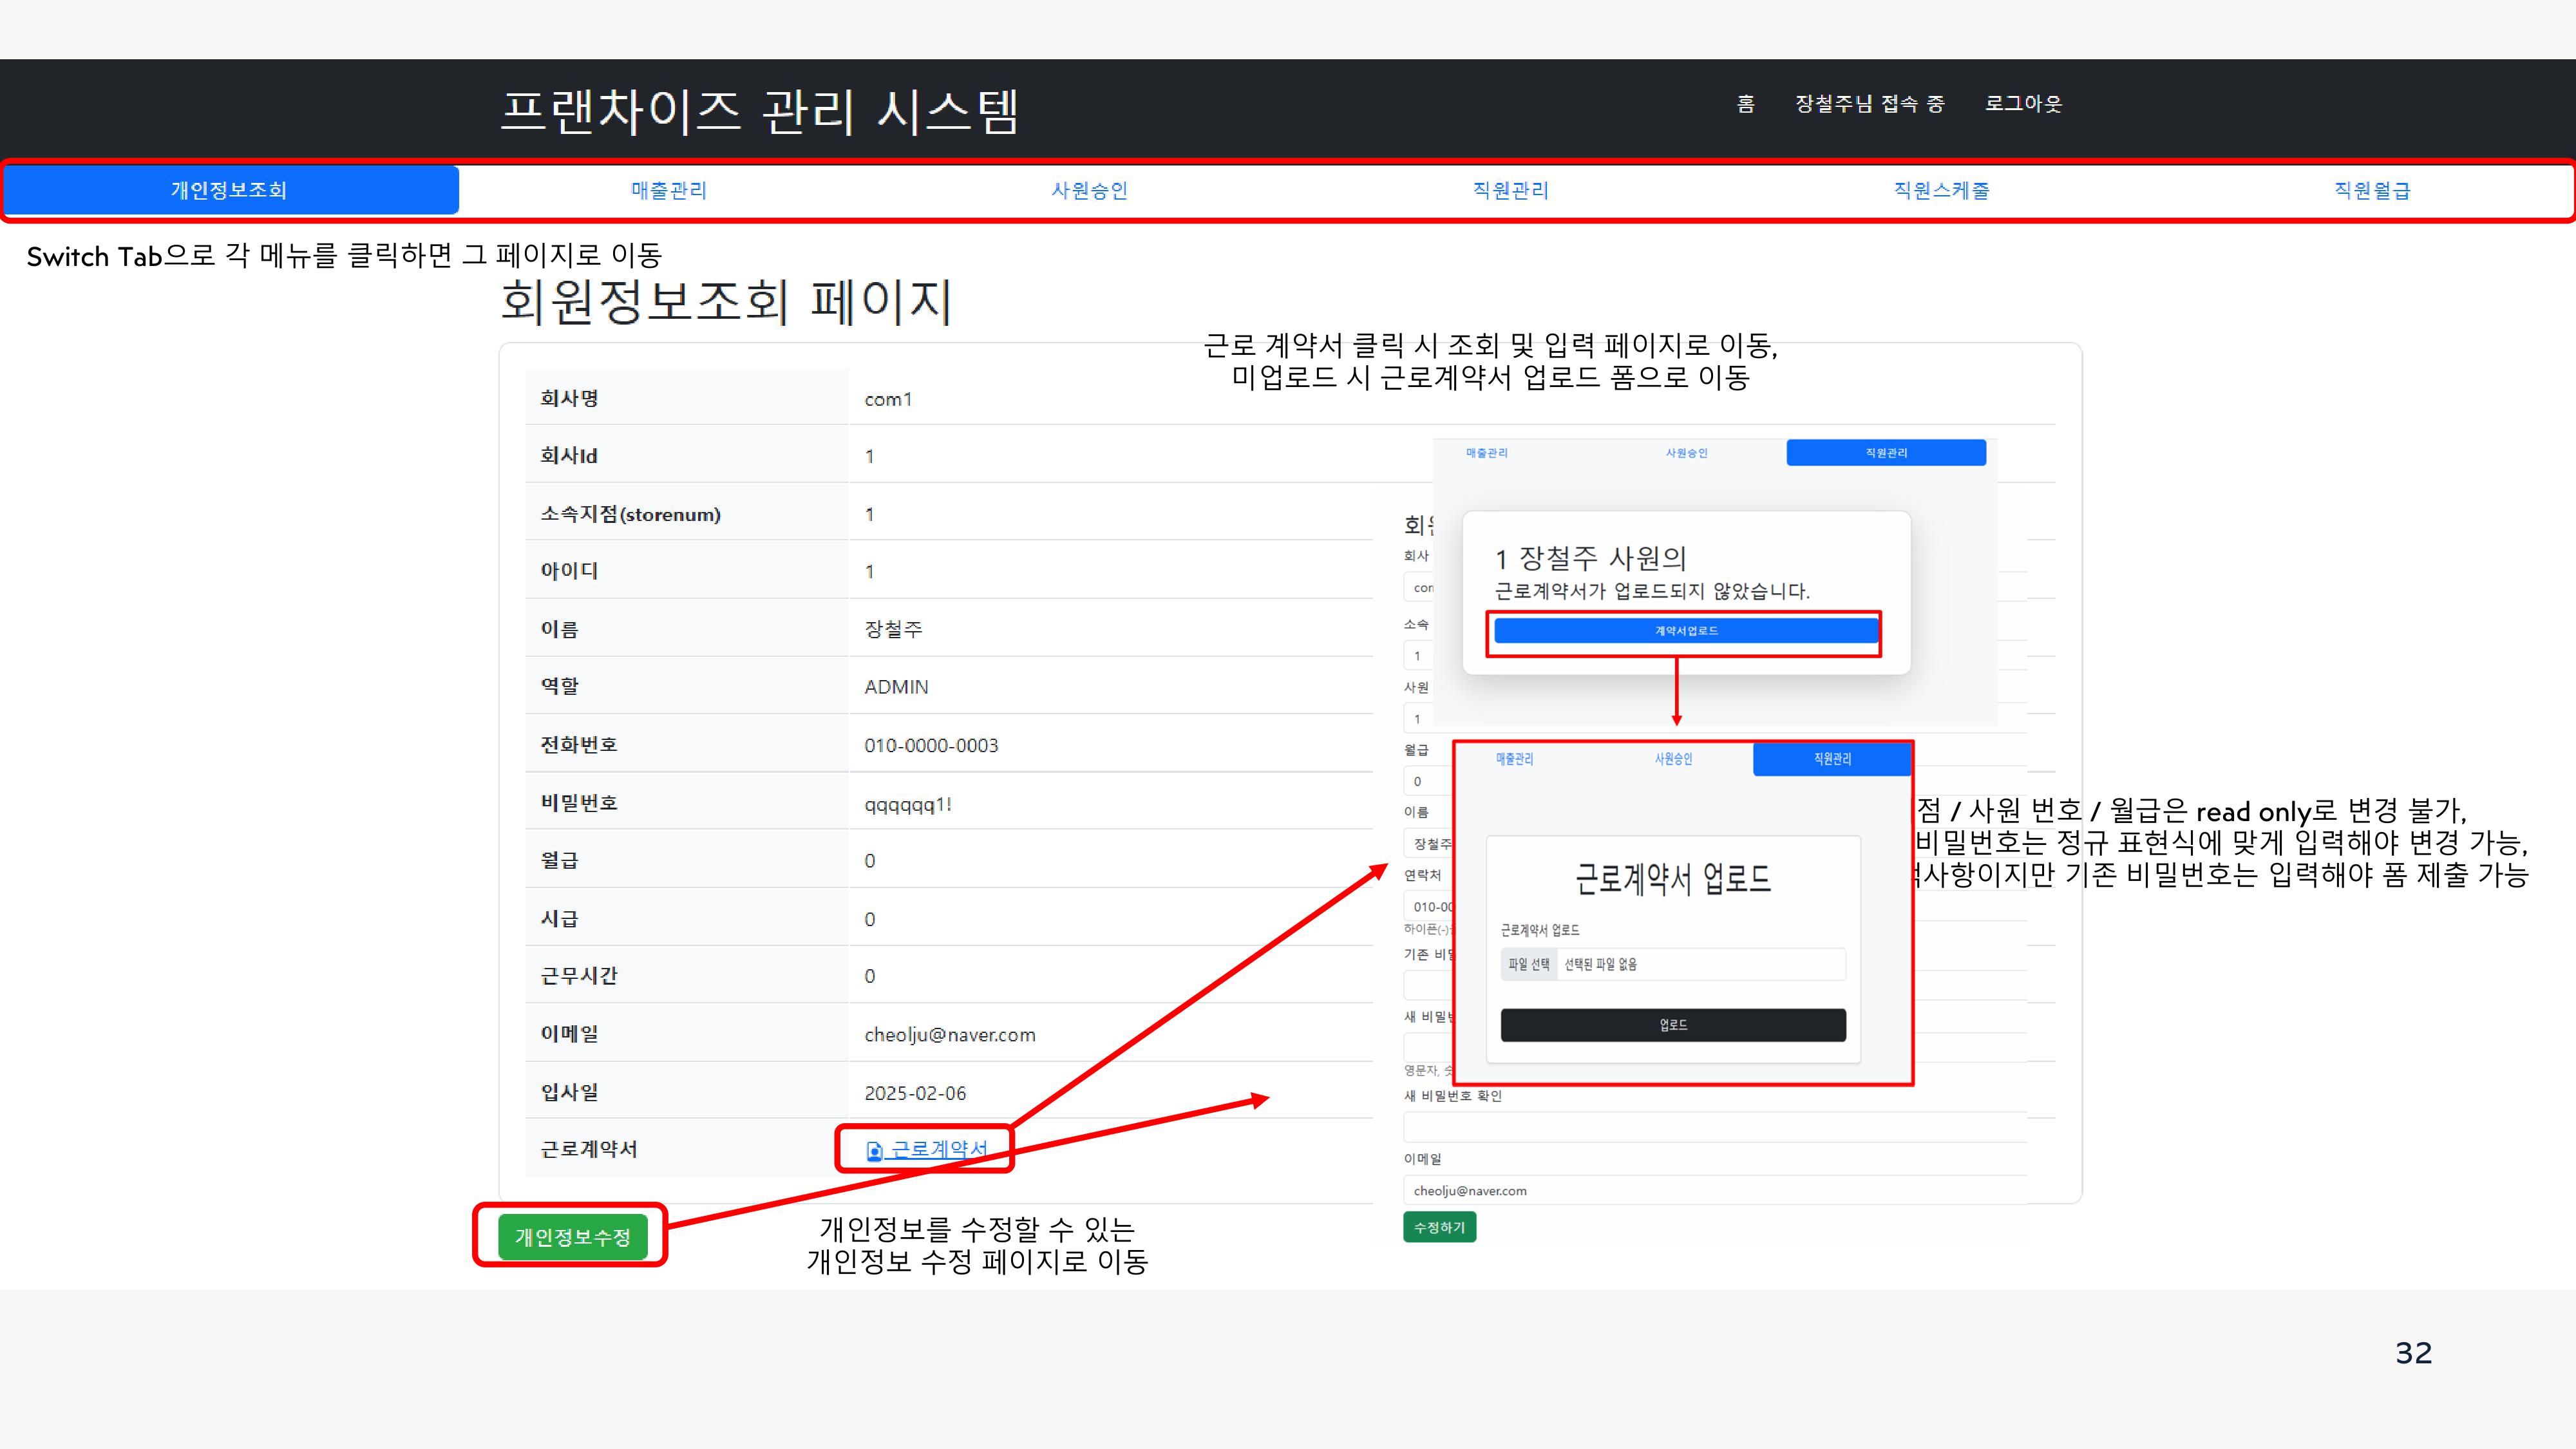 프랜차이즈 관리 시스템
홈 장철주님 접속 중 로그아웃
개인정보조회 매출관리 사원승인 직원관리 직원스케줄 직원월급
Switch Tab으로 각 메뉴를 클릭하면 그 페이지로 이동
회원정보조회 페이지
근로 계약서 클릭 시 조회 및 입력 페이지로 이동,
미업로드 시 근로계약서 업로드 폼으로 이동
회사명 com1
회사Id 1
소속지점(storenum) 1
아이디 1
이름 장철주
역할 ADMIN
전화번호 010-0000-0003
비밀번호 qqqqqq1!
월급 0
시급 0
근무시간 0
이메일 cheolju@naver.com
입사일 2025-02-06
근로계약서 근로계약서
개인정보수정
개인정보를 수정할 수 있는
개인정보 수정 페이지로 이동
매출관리 사원승인 직원관리
1 장철주 사원의
근로계약서가 업로드되지 않았습니다.
계약서업로드
매출관리 사원승인 직원관리
근로계약서 업로드
근로계약서 업로드
파일 선택 선택된 파일 없음
업로드
회사
소속
1
사원
1
월급
0
이름
장철주
연락처
010-00
하이픈(-)
기존
새
영문자,
새 비밀번호 확인
이메일
cheolju@naver.com
수정하기
점 / 사원 번호 / 월급은 read only로 변경 불가,
비밀번호는 정규 표현식에 맞게 입력해야 변경 가능,
사항이지만 기존 비밀번호는 입력해야 폼 제출 가능
32